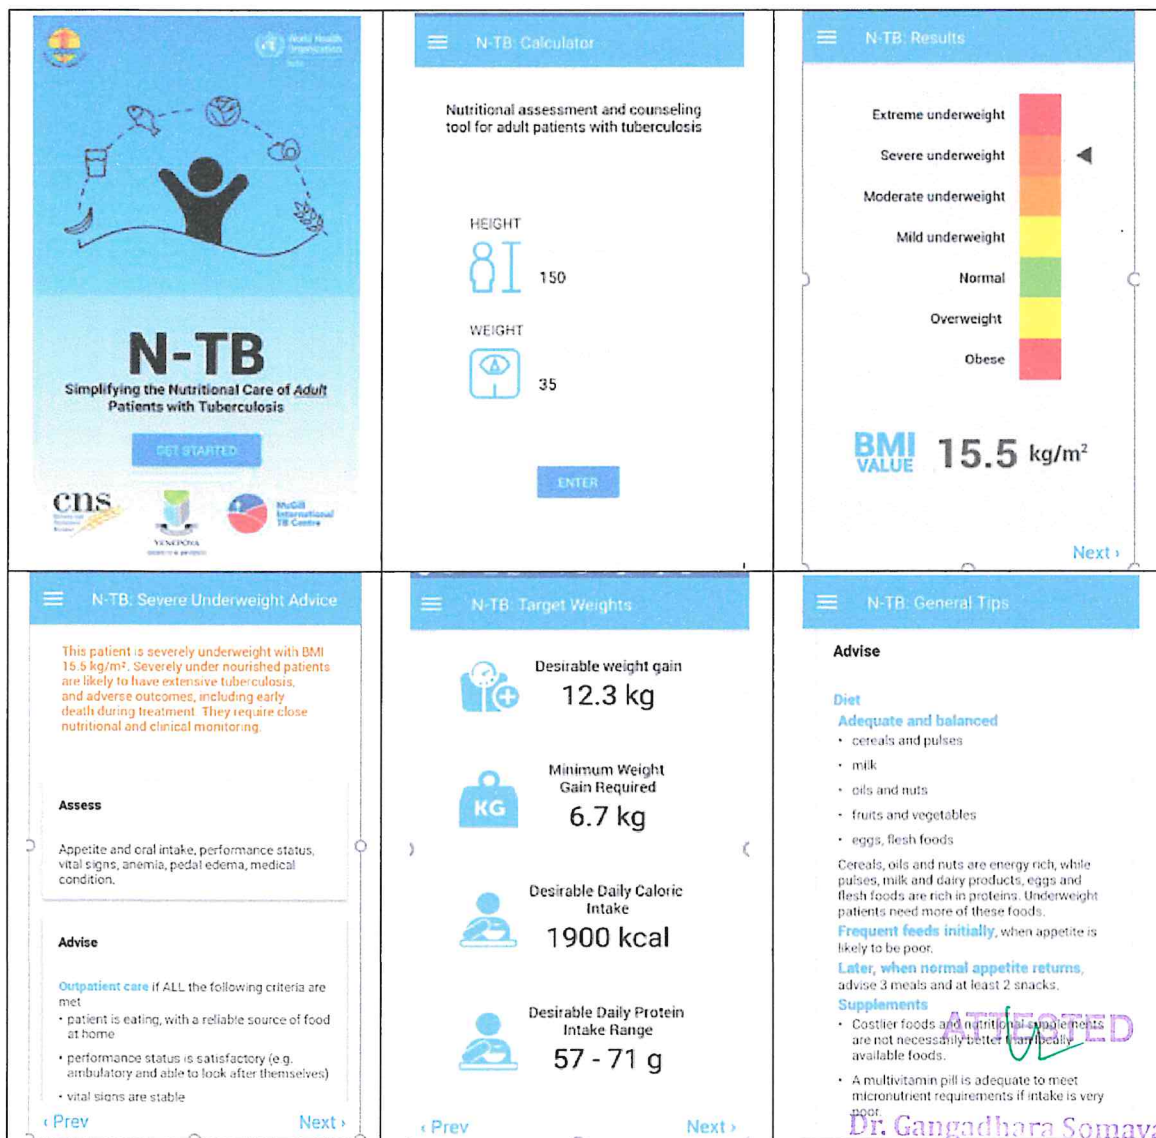 World Health
Organization
India
N-TB
Simplifying the Nutritional Care of Adult
Patients with Tuberculosis
GET STARTED
cns
YENEPOYA
McGill
International
TB Centre
N-TB: Calculator
Nutritional assessment and counseling
tool for adult patients with tuberculosis
HEIGHT
150
WEIGHT
35
ENTER
N-TB: Results
Extreme underweight
Severe underweight
Moderate underweight
Mild underweight
Normal
Overweight
Obese
BMI
VALUE
15.5 kg/m²
Next ›
N-TB: Severe Underweight Advice
This patient is severely underweight with BMI
15.5 kg/m². Severely under nourished patients
are likely to have extensive tuberculosis,
and adverse outcomes, including early
death during treatment. They require close
nutritional and clinical monitoring.
Assess
Appetite and oral intake, performance status,
vital signs, anemia, pedal edema, medical
condition.
Advise
Outpatient care if ALL the following criteria are
met
• patient is eating, with a reliable source of food
at home
• performance status is satisfactory (e.g.
ambulatory and able to look after themselves)
• vital signs are stable
‹ Prev
Next ›
N-TB: Target Weights
Desirable weight gain
12.3 kg
KG
Minimum Weight
Gain Required
6.7 kg
Desirable Daily Caloric
Intake
1900 kcal
Desirable Daily Protein
Intake Range
57 - 71 g
‹ Prev
Next ›
N-TB: General Tips
Advise
Diet
Adequate and balanced
• cereals and pulses
• milk
• oils and nuts
• fruits and vegetables
• eggs, flesh foods
Cereals, oils and nuts are energy rich, while
pulses, milk and dairy products, eggs and
flesh foods are rich in proteins. Underweight
patients need more of these foods.
Frequent feeds initially, when appetite is
likely to be poor.
Later, when normal appetite returns,
advise 3 meals and at least 2 snacks.
Supplements
• Costlier foods and nutritional supplements
are not necessarily better than locally
available foods.
• A multivitamin pill is adequate to meet
micronutrient requirements if intake is very
poor.
ATTESTED
Dr. Gangadhara Somaya